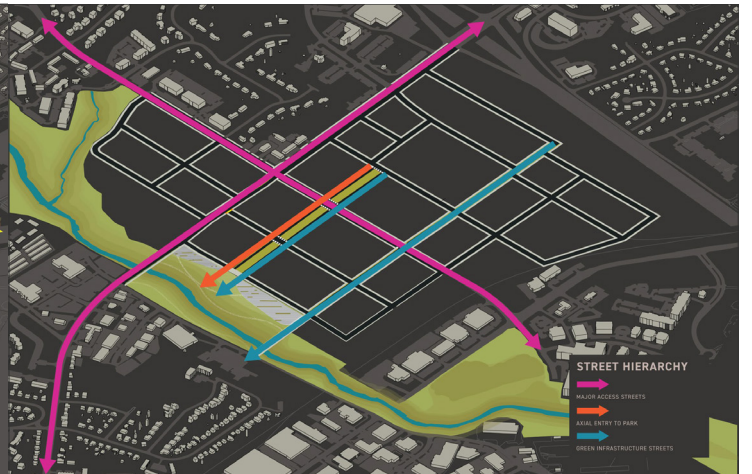 STREET HIERARCHY
MAJOR ACCESS STREETS
AXIAL ENTRY TO PARK
GREEN INFRASTRUCTURE STREETS